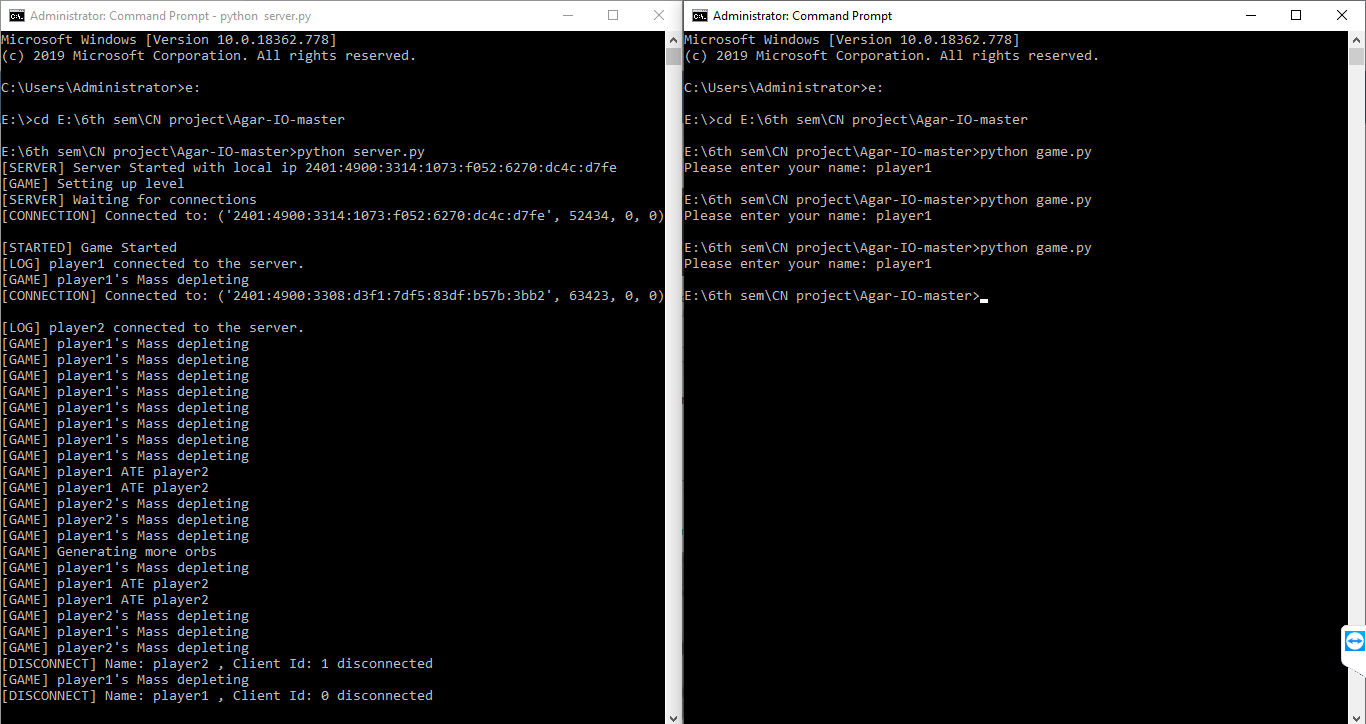 Administrator: Command Prompt - python  server.py
Microsoft Windows [Version 10.0.18362.778]
(c) 2019 Microsoft Corporation. All rights reserved.
C:\Users\Administrator>e:
E:\>cd E:\6th sem\CN project\Agar-IO-master
E:\6th sem\CN project\Agar-IO-master>python server.py
[SERVER] Server Started with local ip 2401:4900:3314:1073:f052:6270:dc4c:d7fe
[GAME] Setting up level
[SERVER] Waiting for connections
[CONNECTION] Connected to: ('2401:4900:3314:1073:f052:6270:dc4c:d7fe', 52434, 0, 0)
[STARTED] Game Started
[LOG] player1 connected to the server.
[GAME] player1's Mass depleting
[CONNECTION] Connected to: ('2401:4900:3308:d3f1:7df5:83df:b57b:3bb2', 63423, 0, 0)
[LOG] player2 connected to the server.
[GAME] player1's Mass depleting
[GAME] player1's Mass depleting
[GAME] player1's Mass depleting
[GAME] player1's Mass depleting
[GAME] player1's Mass depleting
[GAME] player1's Mass depleting
[GAME] player1's Mass depleting
[GAME] player1's Mass depleting
[GAME] player1 ATE player2
[GAME] player1 ATE player2
[GAME] player2's Mass depleting
[GAME] player2's Mass depleting
[GAME] player1's Mass depleting
[GAME] Generating more orbs
[GAME] player1's Mass depleting
[GAME] player1 ATE player2
[GAME] player1 ATE player2
[GAME] player2's Mass depleting
[GAME] player1's Mass depleting
[GAME] player2's Mass depleting
[DISCONNECT] Name: player2 , Client Id: 1 disconnected
[GAME] player1's Mass depleting
[DISCONNECT] Name: player1 , Client Id: 0 disconnected
Administrator: Command Prompt
Microsoft Windows [Version 10.0.18362.778]
(c) 2019 Microsoft Corporation. All rights reserved.
C:\Users\Administrator>e:
E:\>cd E:\6th sem\CN project\Agar-IO-master
E:\6th sem\CN project\Agar-IO-master>python game.py
Please enter your name: player1
E:\6th sem\CN project\Agar-IO-master>python game.py
Please enter your name: player1
E:\6th sem\CN project\Agar-IO-master>python game.py
Please enter your name: player1
E:\6th sem\CN project\Agar-IO-master>